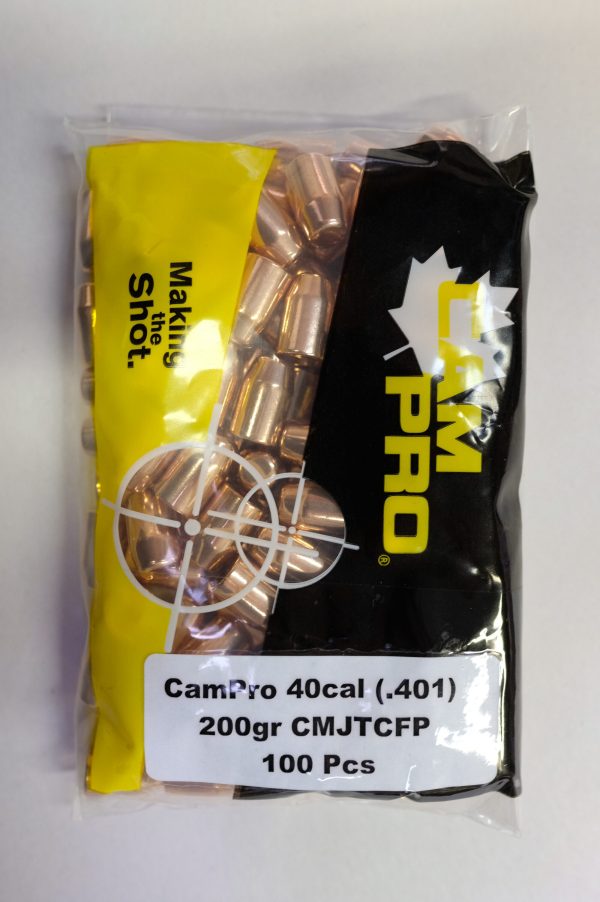 Making
the
Shot.
CAM
PRO
®
CamPro 40cal (.401)
200gr CMJTCFP
100 Pcs